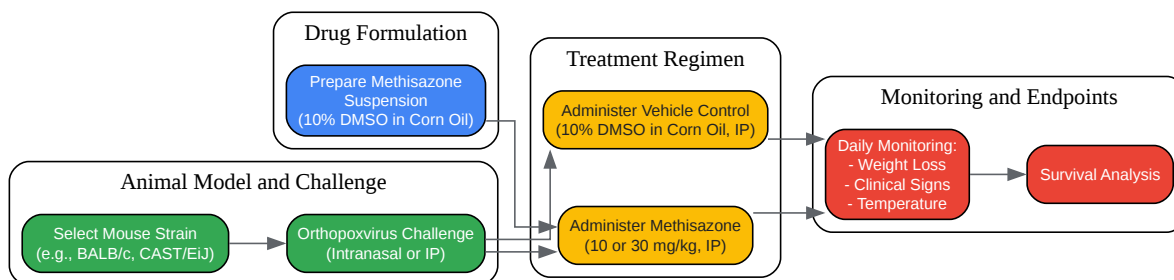 Drug Formulation
Prepare Methisazone
Suspension
(10% DMSO in Corn Oil)
Animal Model and Challenge
Select Mouse Strain
(e.g., BALB/c, CAST/EiJ)
Orthopoxvirus Challenge
(Intranasal or IP)
Treatment Regimen
Administer Vehicle Control
(10% DMSO in Corn Oil, IP)
Administer Methisazone
(10 or 30 mg/kg, IP)
Monitoring and Endpoints
Daily Monitoring:
- Weight Loss
- Clinical Signs
- Temperature
Survival Analysis